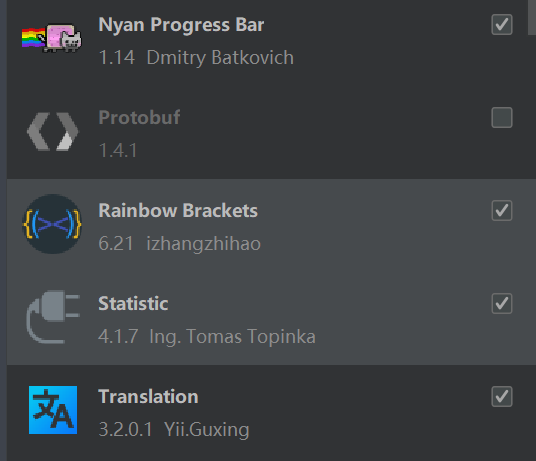 Nyan Progress Bar
1.14 Dmitry Batkovich
Protobuf
1.4.1
Rainbow Brackets
6.21 izhangzhihao
Statistic
4.1.7 Ing. Tomas Topinka
Translation
3.2.0.1 Yii.Guxing